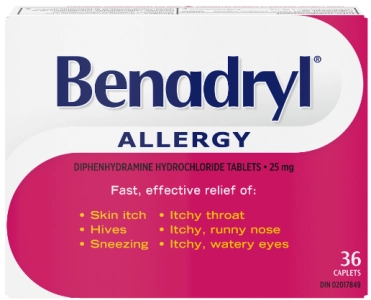 Benadryl®
ALLERGY
DIPHENHYDRAMINE HYDROCHLORIDE TABLETS • 25 mg
Fast, effective relief of:
• Skin itch • Itchy throat
• Hives • Itchy, runny nose
• Sneezing • Itchy, watery eyes
36
CAPLETS
DIN 02017849